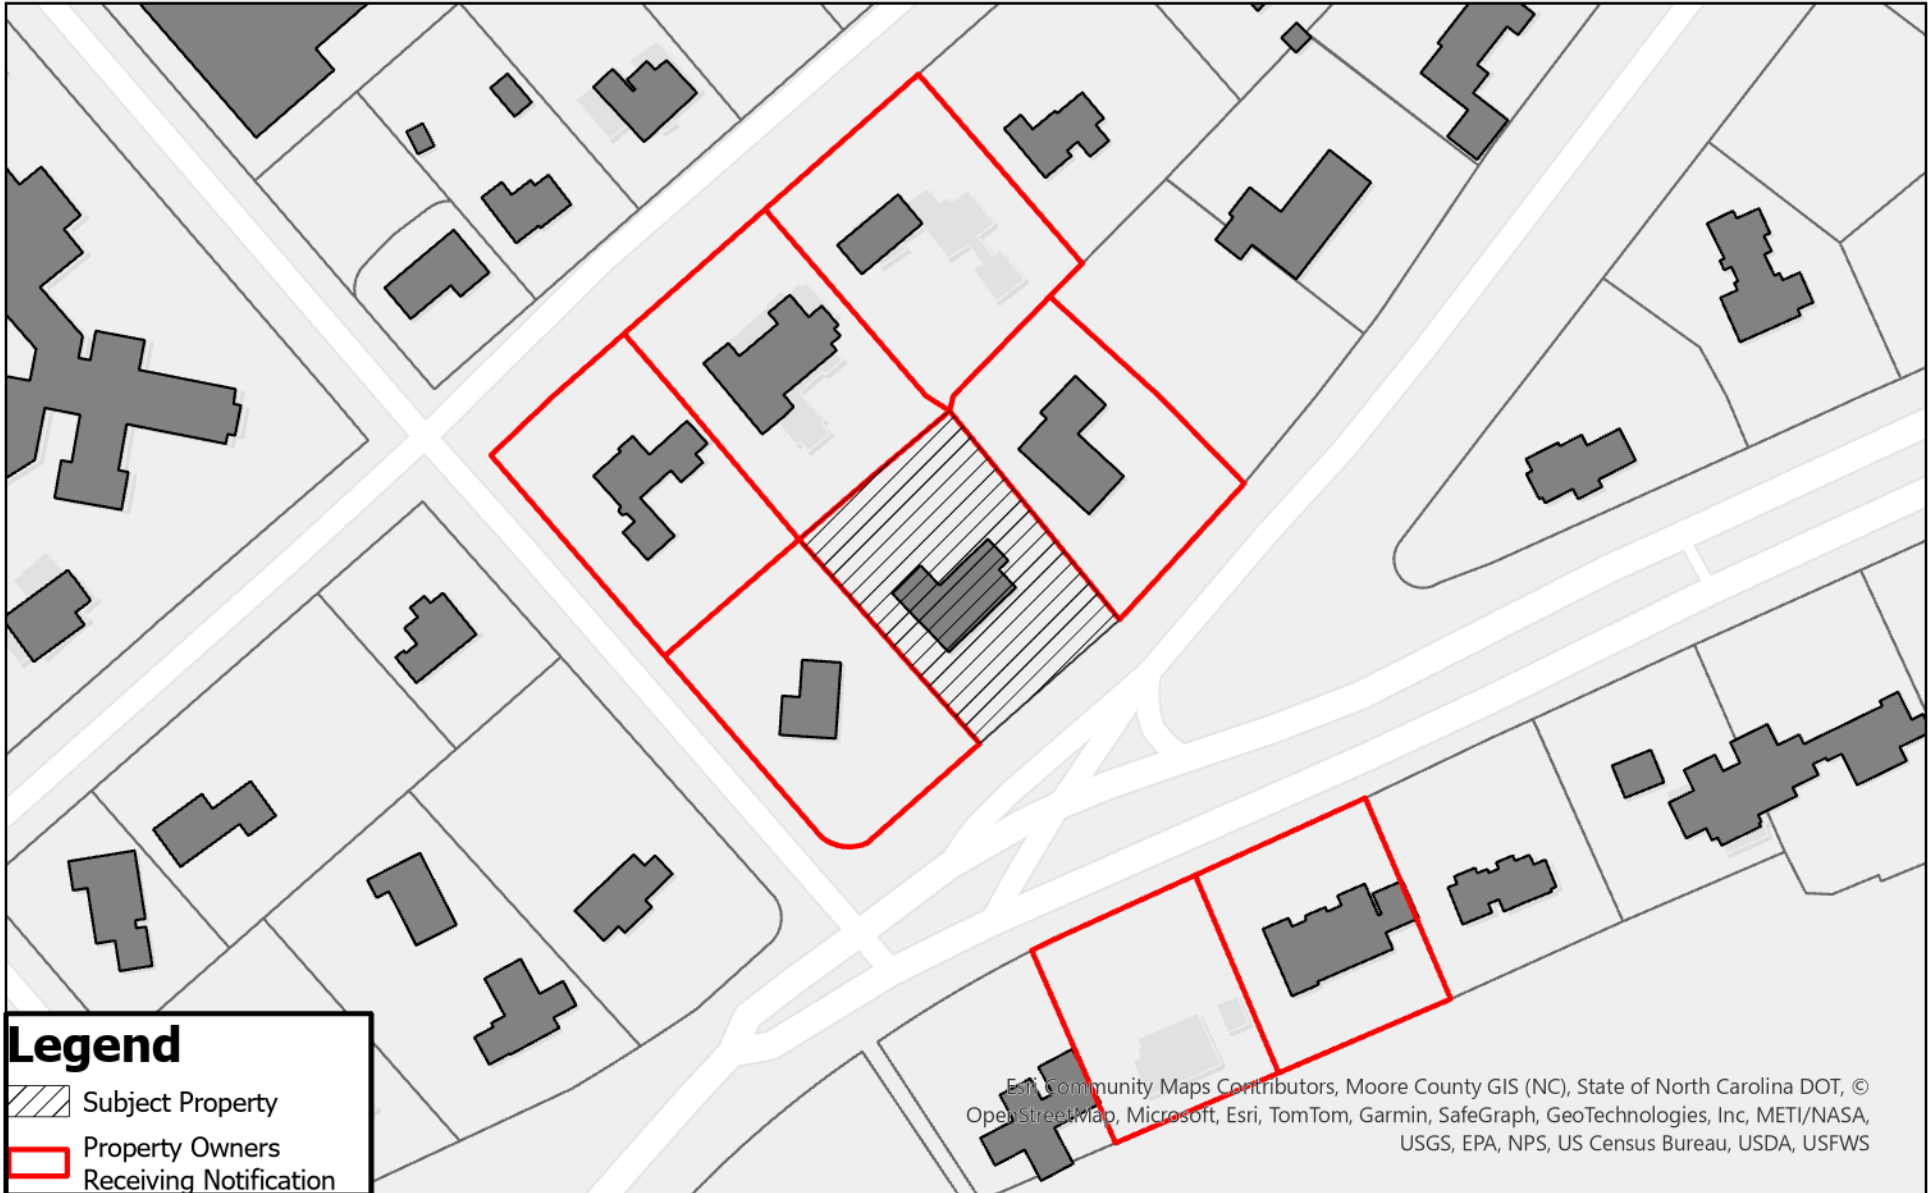 Legend
Subject Property
Property Owners
Receiving Notification
Esri Community Maps Contributors, Moore County GIS (NC), State of North Carolina DOT, ©
OpenStreetMap, Microsoft, Esri, TomTom, Garmin, SafeGraph, GeoTechnologies, Inc, METI/NASA,
USGS, EPA, NPS, US Census Bureau, USDA, USFWS